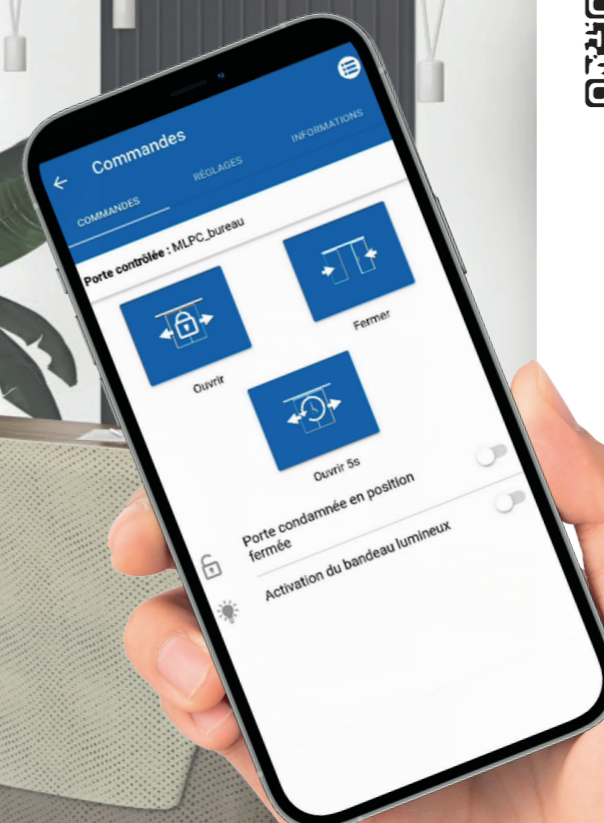 Commandes
COMMANDES
RÉGLAGES
INFORMATIONS
Porte contrôlée : MLPC_bureau
Ouvrir
Fermer
Ouvrir 5s
Porte condamnée en position
fermée
Activation du bandeau lumineux